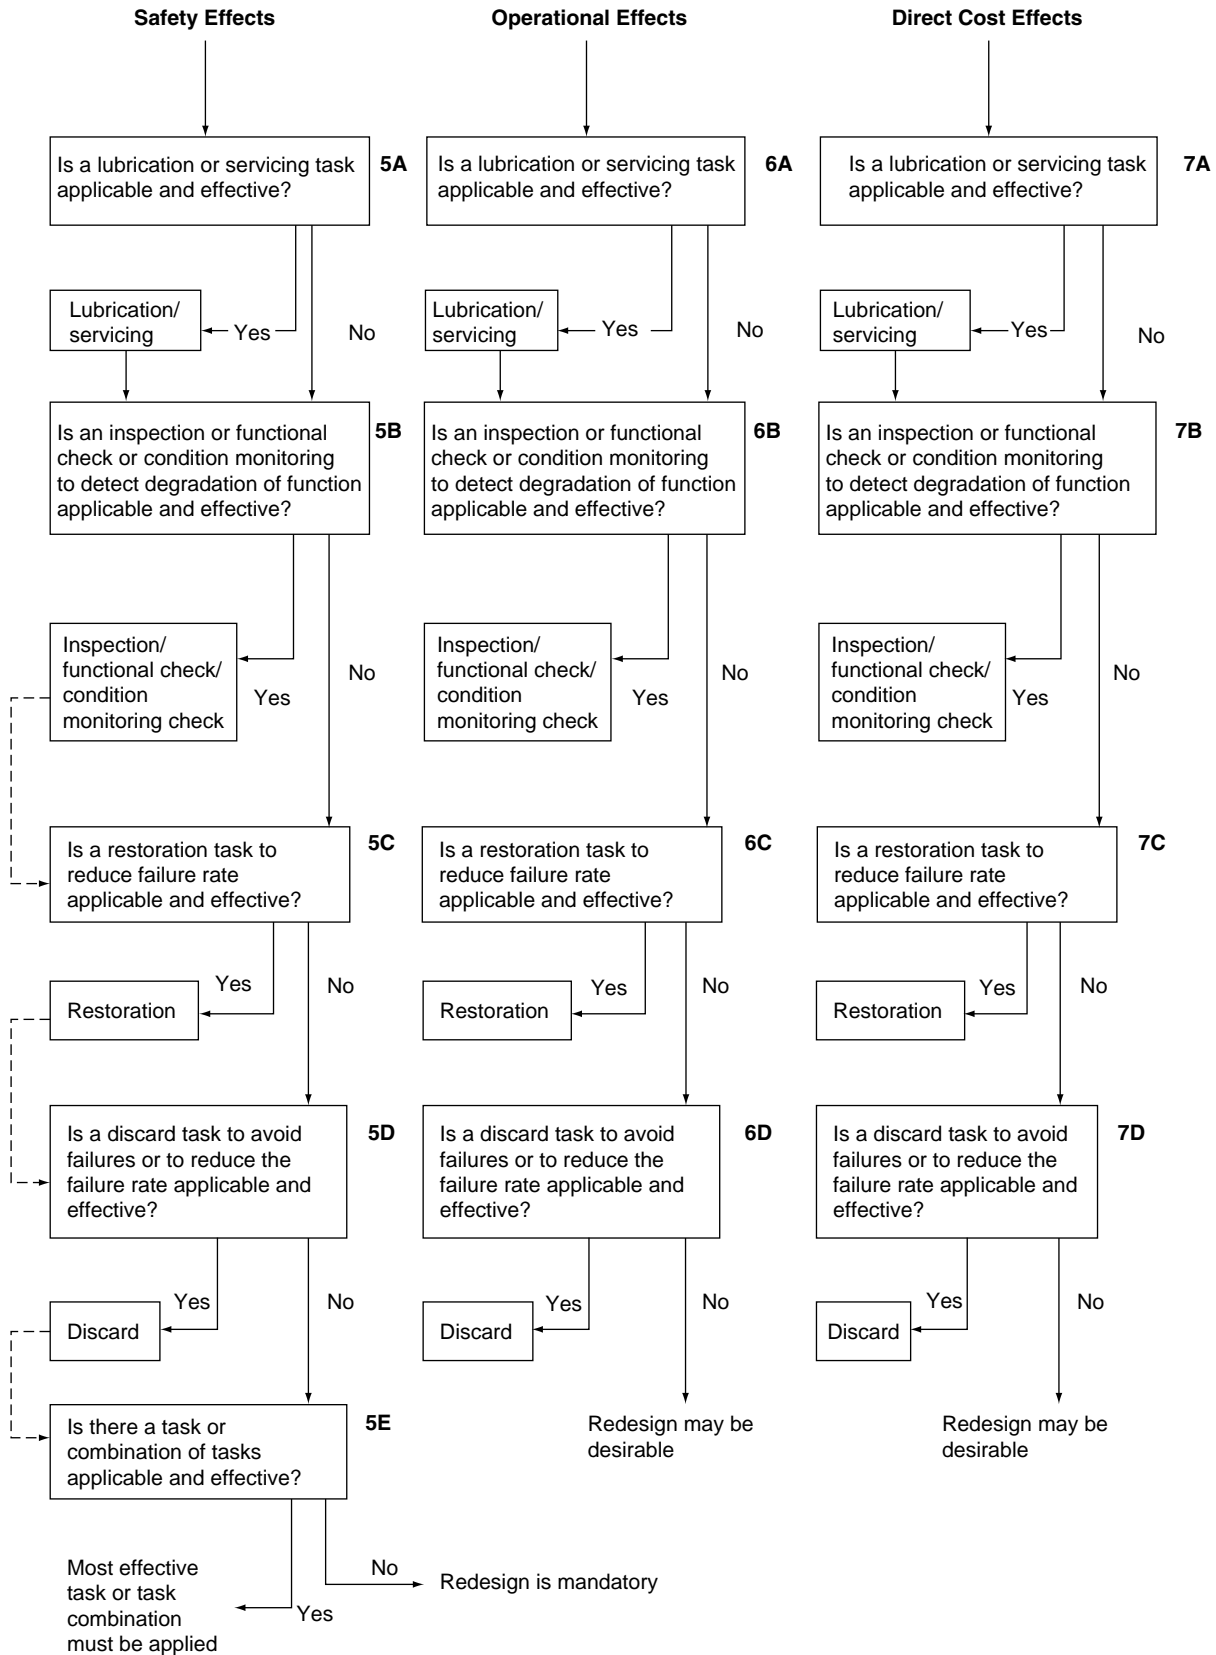 Safety Effects
Operational Effects
Direct Cost Effects
Is a lubrication or servicing task
applicable and effective?
5A
Is a lubrication or servicing task
applicable and effective?
6A
Is a lubrication or servicing task
applicable and effective?
7A
Lubrication/
servicing
Yes
No
Lubrication/
servicing
Yes
No
Lubrication/
servicing
Yes
No
Is an inspection or functional
check or condition monitoring
to detect degradation of function
applicable and effective?
5B
Is an inspection or functional
check or condition monitoring
to detect degradation of function
applicable and effective?
6B
Is an inspection or functional
check or condition monitoring
to detect degradation of function
applicable and effective?
7B
Inspection/
functional check/
condition
monitoring check
Yes
No
Inspection/
functional check/
condition
monitoring check
Yes
No
Inspection/
functional check/
condition
monitoring check
Yes
No
Is a restoration task to
reduce failure rate
applicable and effective?
5C
Is a restoration task to
reduce failure rate
applicable and effective?
6C
Is a restoration task to
reduce failure rate
applicable and effective?
7C
Restoration
Yes
No
Restoration
Yes
No
Restoration
Yes
No
Is a discard task to avoid
failures or to reduce the
failure rate applicable and
effective?
5D
Is a discard task to avoid
failures or to reduce the
failure rate applicable and
effective?
6D
Is a discard task to avoid
failures or to reduce the
failure rate applicable and
effective?
7D
Discard
Yes
No
Discard
Yes
No
Discard
Yes
No
Is there a task or
combination of tasks
applicable and effective?
5E
Redesign may be
desirable
Redesign may be
desirable
Most effective
task or task
combination
must be applied
Yes
No
Redesign is mandatory